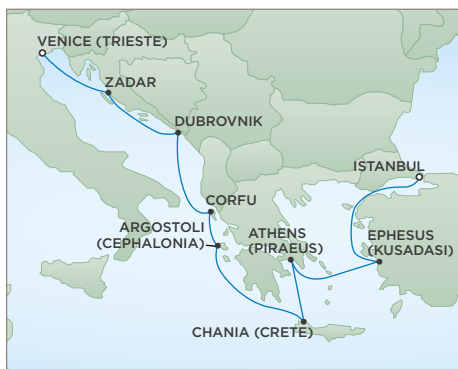 VENICE (TRIESTE)
ZADAR
DUBROVNIK
ISTANBUL
CORFU
ARGOSTOLI
(CEPHALONIA)
ATHENS
(PIRAEUS)
EPHESUS
(KUSADASI)
CHANIA (CRETE)